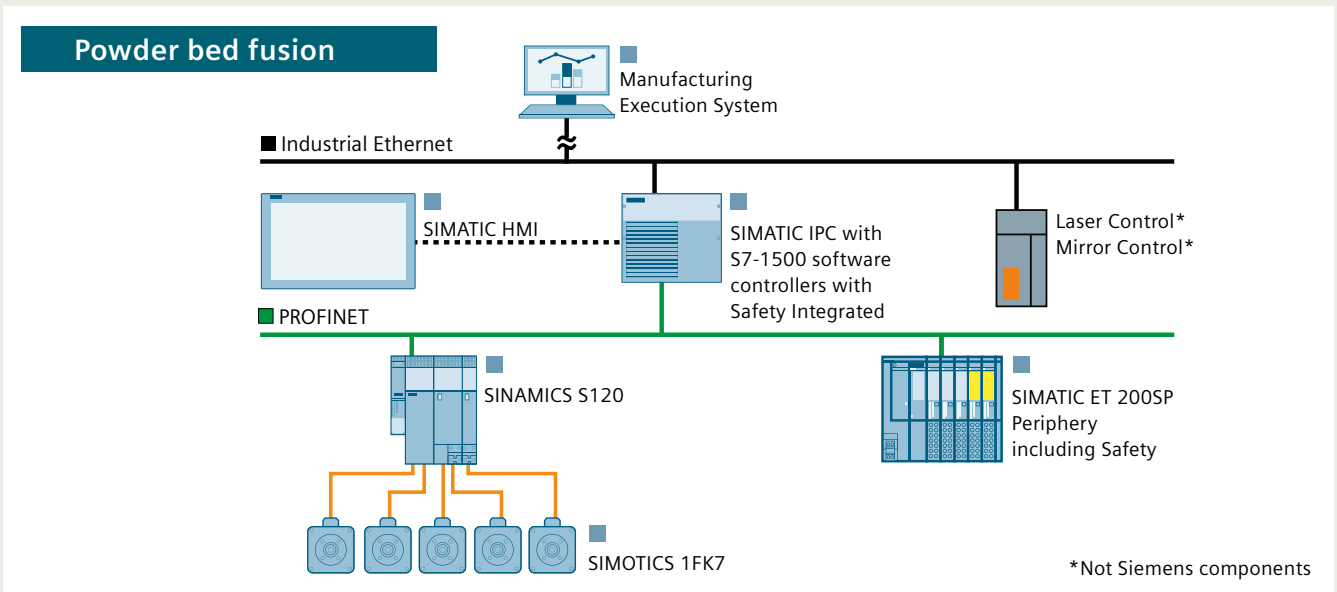 Powder bed fusion
Manufacturing
Execution System
Industrial Ethernet
SIMATIC HMI
SIMATIC IPC with
S7-1500 software
controllers with
Safety Integrated
Laser Control*
Mirror Control*
PROFINET
SINAMICS S120
SIMATIC ET 200SP
Periphery
including Safety
SIMOTICS 1FK7
*Not Siemens components